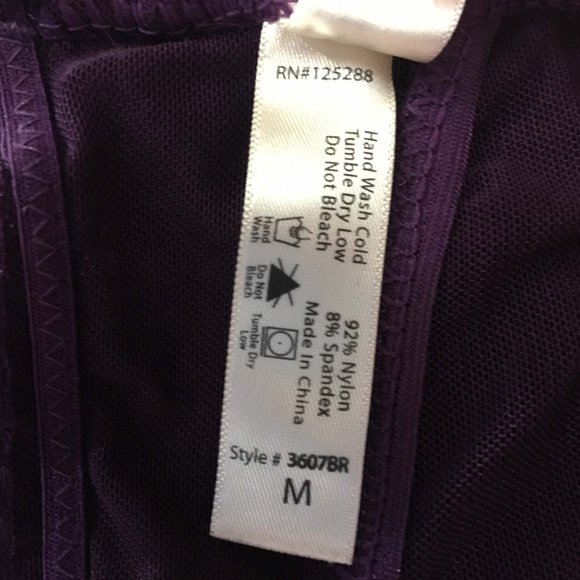 RN#125288
Hand Wash Cold
Tumble Dry Low
Do Not Bleach
Hand
Wash
Do Not
Bleach
Tumble Dry
Low
92% Nylon
8% Spandex
Made In China
Style # 3607BR
M